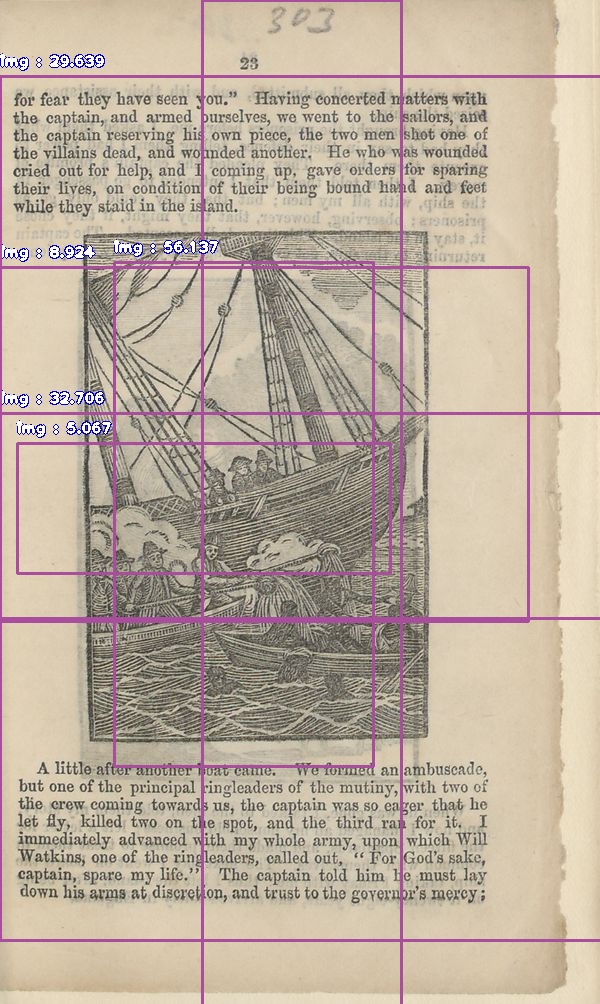 303
23
img : 29.639
for fear they have seen you.” Having concerted matters with
the captain, and armed ourselves, we went to the sailors, and
the captain reserving his own piece, the two men shot one of
the villains dead, and wounded another. He who was wounded
cried out for help, and I coming up, gave orders for sparing
their lives, on condition of their being bound hand and feet
while they staid in the island.
img : 8.924
img : 56.137
img : 32.706
img : 5.067
A little after another boat came. We formed an ambuscade,
but one of the principal ringleaders of the mutiny, with two of
the crew coming towards us, the captain was so eager that he
let fly, killed two on the spot, and the third ran for it. I
immediately advanced with my whole army, upon which Will
Watkins, one of the ringleaders, called out, “ For God's sake,
captain, spare my life.” The captain told him he must lay
down his arms at discretion, and trust to the governor's mercy;